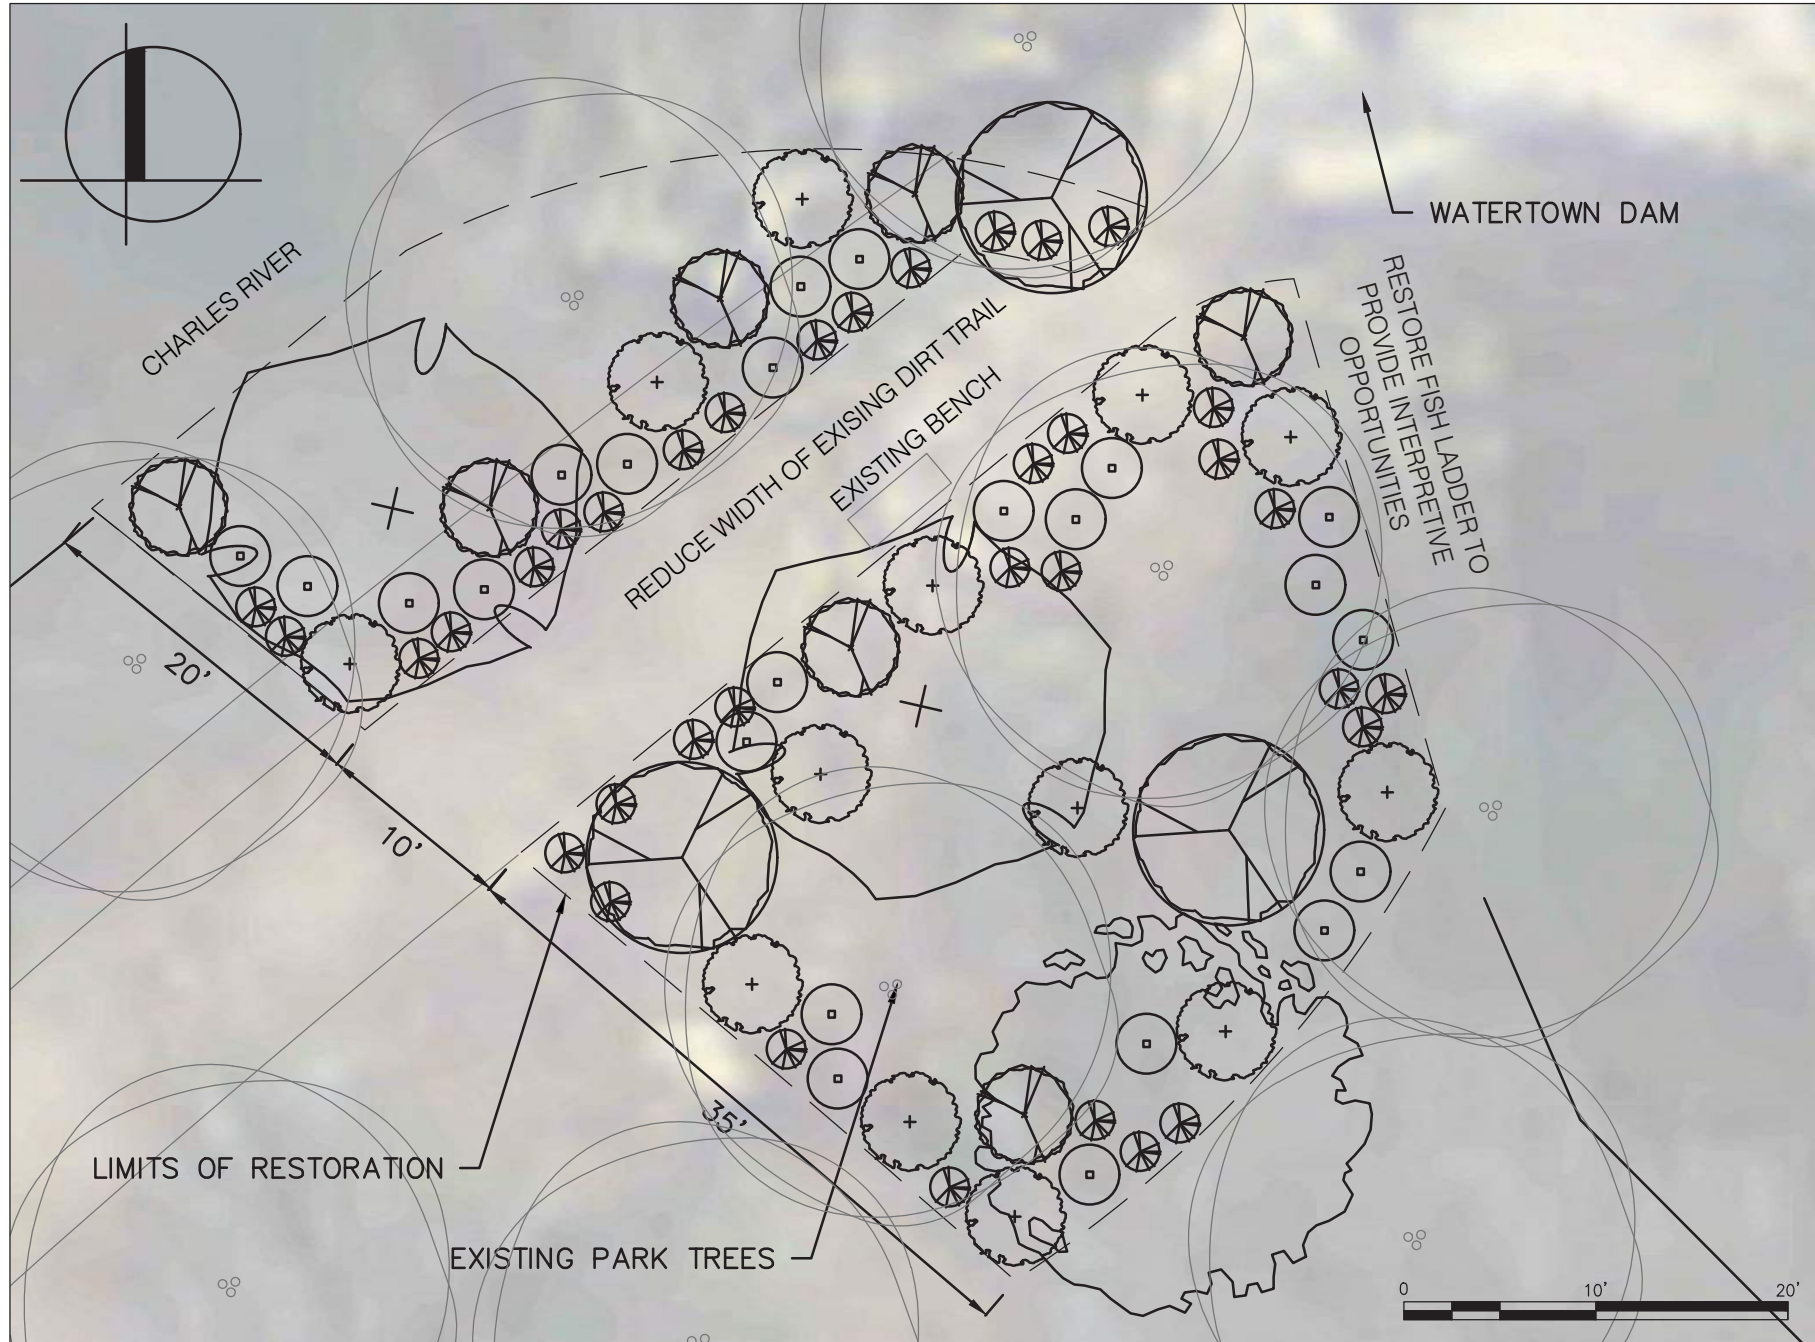 WATERTOWN DAM
CHARLES RIVER
RESTORE FISH LADDER TO
PROVIDE INTERPRETIVE
OPPORTUNITIES
REDUCE WIDTH OF EXISING DIRT TRAIL
EXISTING BENCH
20'
10'
35'
LIMITS OF RESTORATION
EXISTING PARK TREES
0 10' 20'